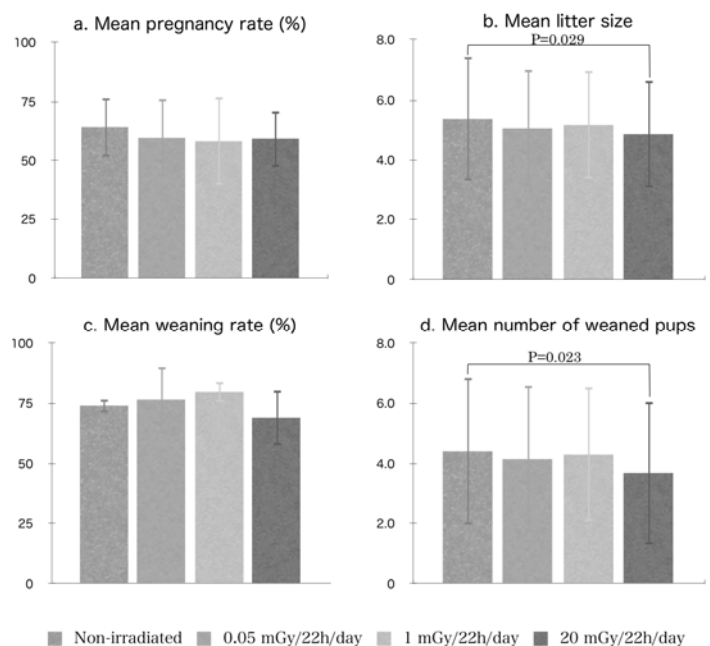 a. Mean pregnancy rate (%)
100
75
50
25
0
b. Mean litter size
P=0.029
8.0
6.0
4.0
2.0
0
c. Mean weaning rate (%)
100
75
50
25
0
d. Mean number of weaned pups
P=0.023
8.0
6.0
4.0
2.0
0
Non-irradiated 0.05 mGy/22h/day 1 mGy/22h/day 20 mGy/22h/day